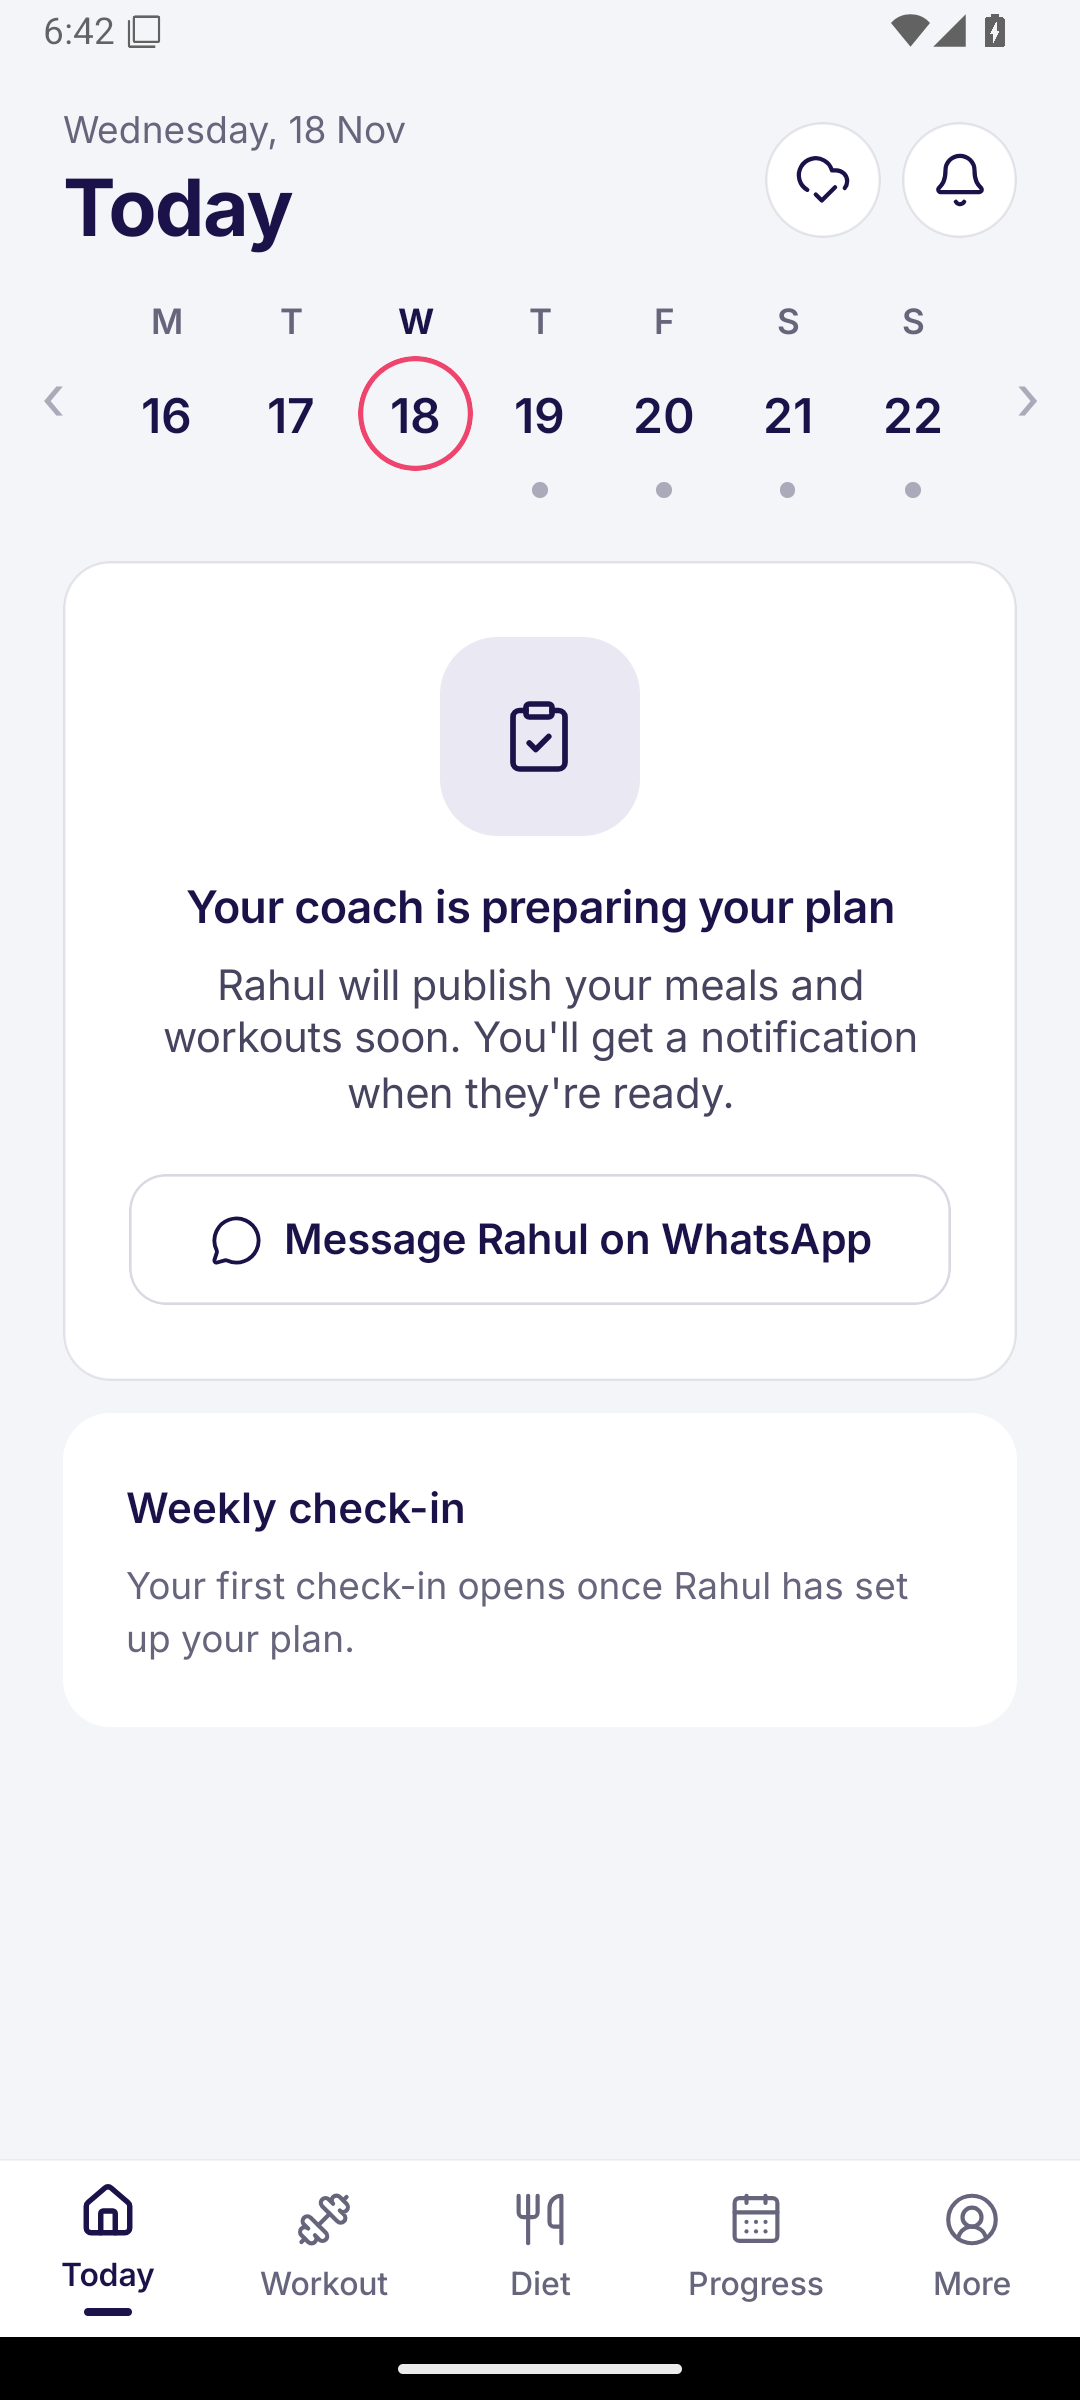 6:42
Wednesday, 18 Nov
Today
M T W T F S S
16 17 18 19 20 21 22
Your coach is preparing your plan
Rahul will publish your meals and
workouts soon. You'll get a notification
when they're ready.
Message Rahul on WhatsApp
Weekly check-in
Your first check-in opens once Rahul has set
up your plan.
Today Workout Diet Progress More